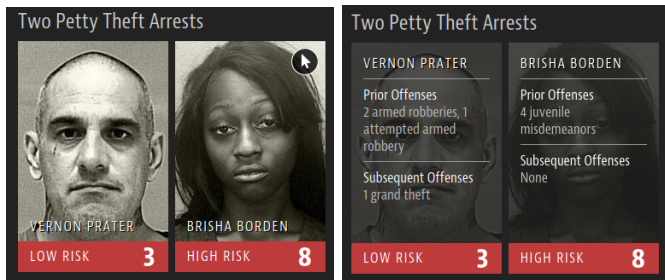 Two Petty Theft Arrests
VERNON PRATER
LOW RISK 3
BRISHA BORDEN
HIGH RISK 8
Two Petty Theft Arrests
VERNON PRATER
Prior Offenses
2 armed robberies, 1
attempted armed
robbery
Subsequent Offenses
1 grand theft
LOW RISK 3
BRISHA BORDEN
Prior Offenses
4 juvenile
misdemeanors
Subsequent Offenses
None
HIGH RISK 8